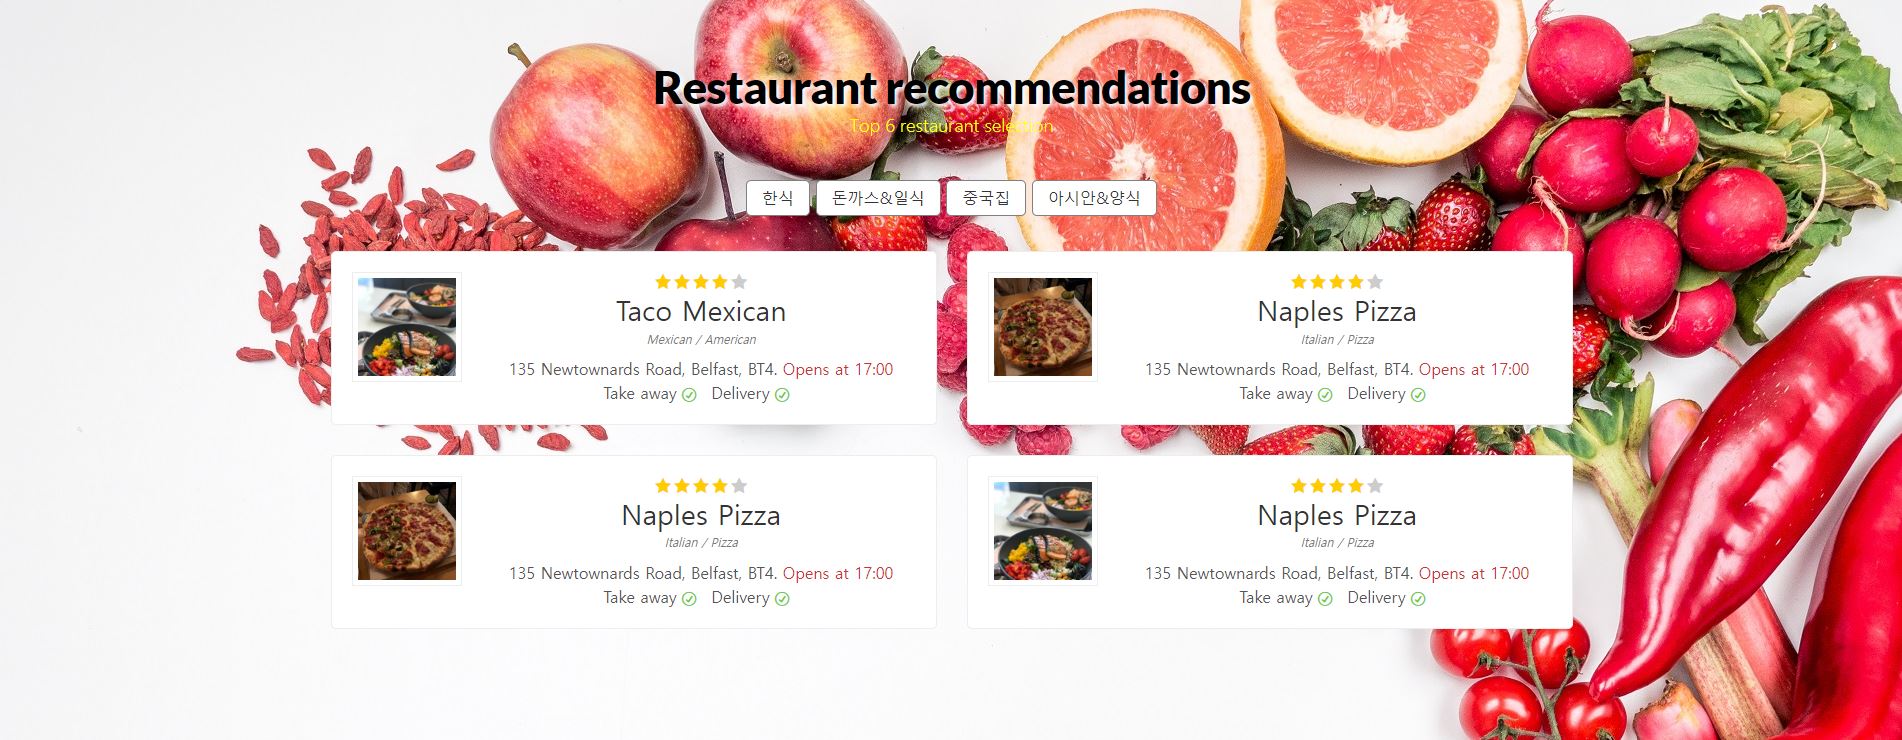 Restaurant recommendations
Top 6 restaurant selection
한식 돈까스&일식 중국집 아시안&양식
Taco Mexican
Mexican / American
135 Newtownards Road, Belfast, BT4. Opens at 17:00
Take away Delivery
Naples Pizza
Italian / Pizza
135 Newtownards Road, Belfast, BT4. Opens at 17:00
Take away Delivery
Naples Pizza
Italian / Pizza
135 Newtownards Road, Belfast, BT4. Opens at 17:00
Take away Delivery
Naples Pizza
Italian / Pizza
135 Newtownards Road, Belfast, BT4. Opens at 17:00
Take away Delivery